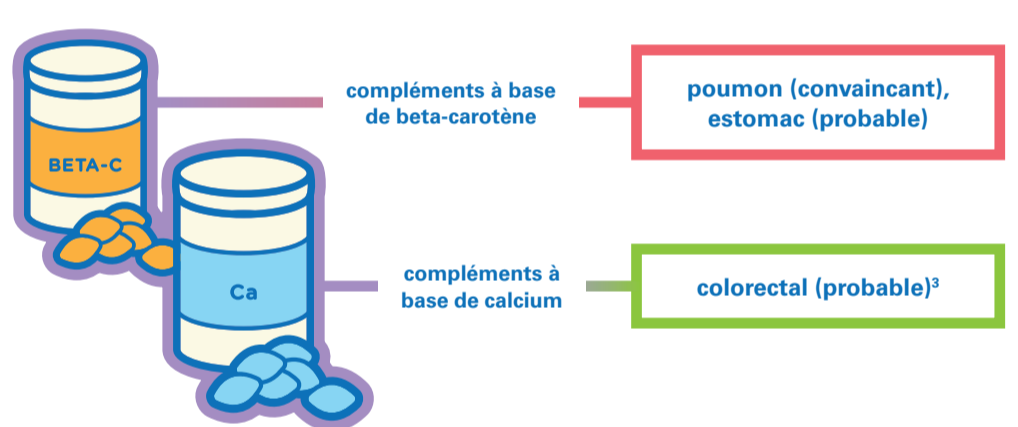 BETA-C
compléments à base
de beta-carotène
poumon (convaincant),
estomac (probable)
Ca
compléments à
base de calcium
colorectal (probable)³